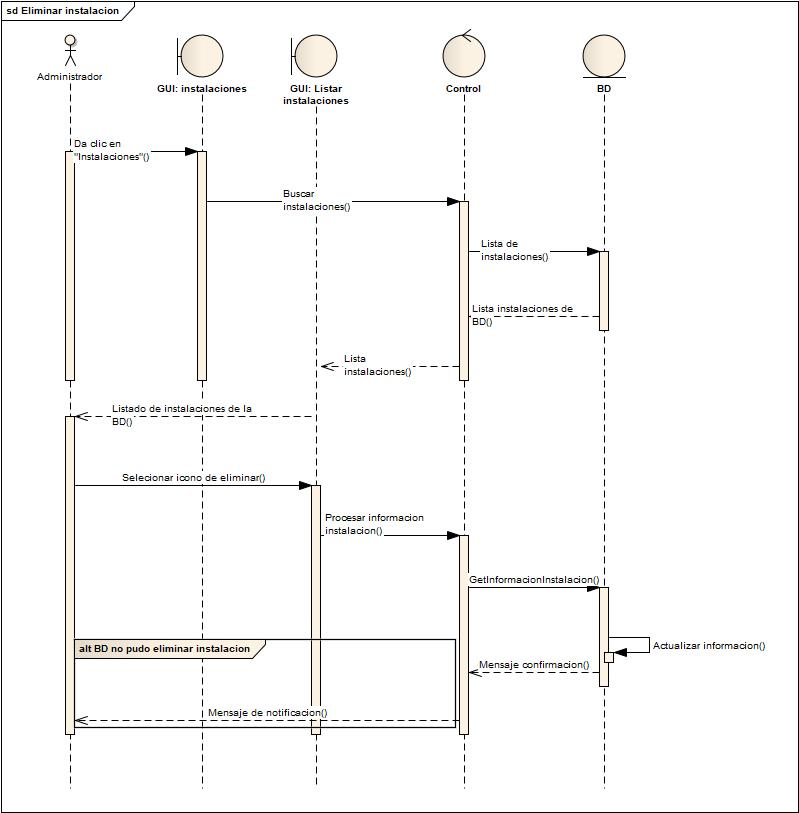 sd Eliminar instalacion
Administrador
GUI: instalaciones
GUI: Listar
instalaciones
Control
BD
Da clic en
"Instalaciones"()
Buscar
instalaciones()
Lista de
instalaciones()
Lista instalaciones de
BD()
Lista
instalaciones()
Listado de instalaciones de la
BD()
Selecionar icono de eliminar()
Procesar informacion
instalacion()
GetInformacionInstalacion()
Actualizar informacion()
alt BD no pudo eliminar instalacion
Mensaje confirmacion()
Mensaje de notificacion()